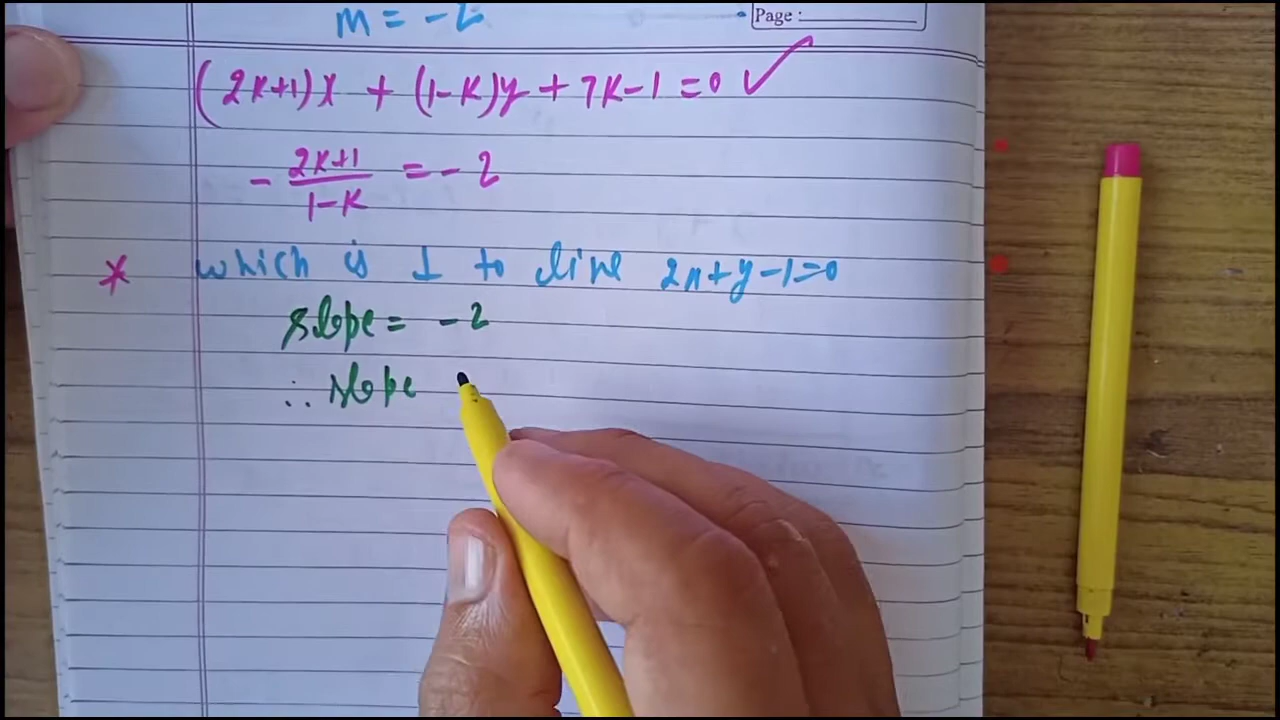 m = -2
Page :
(2K+1)x + (1-K)y + 7K-1 = 0 ✓
- 2K+1 / 1-K = -2
* which is ⊥ to line 2x+y-1=0
slope = -2
∴ slope